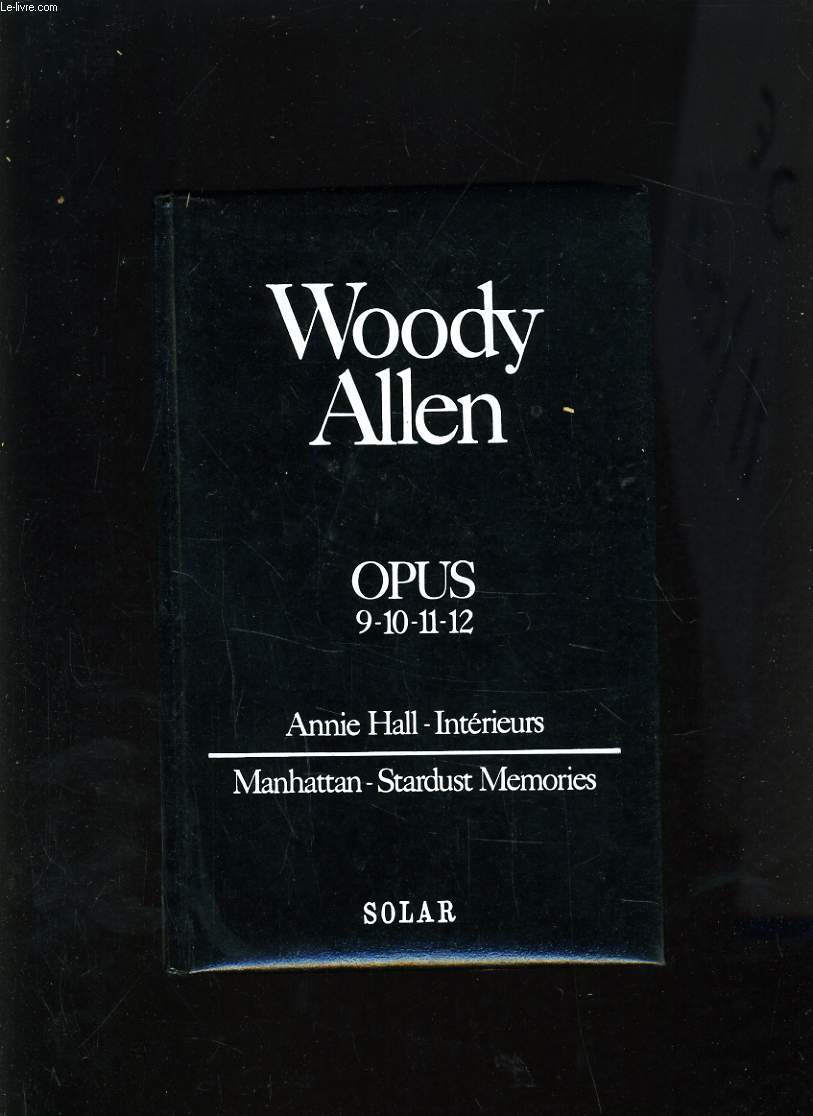 Le-livre.com
Woody
Allen
OPUS
9-10-11-12
Annie Hall - Intérieurs
Manhattan - Stardust Memories
SOLAR